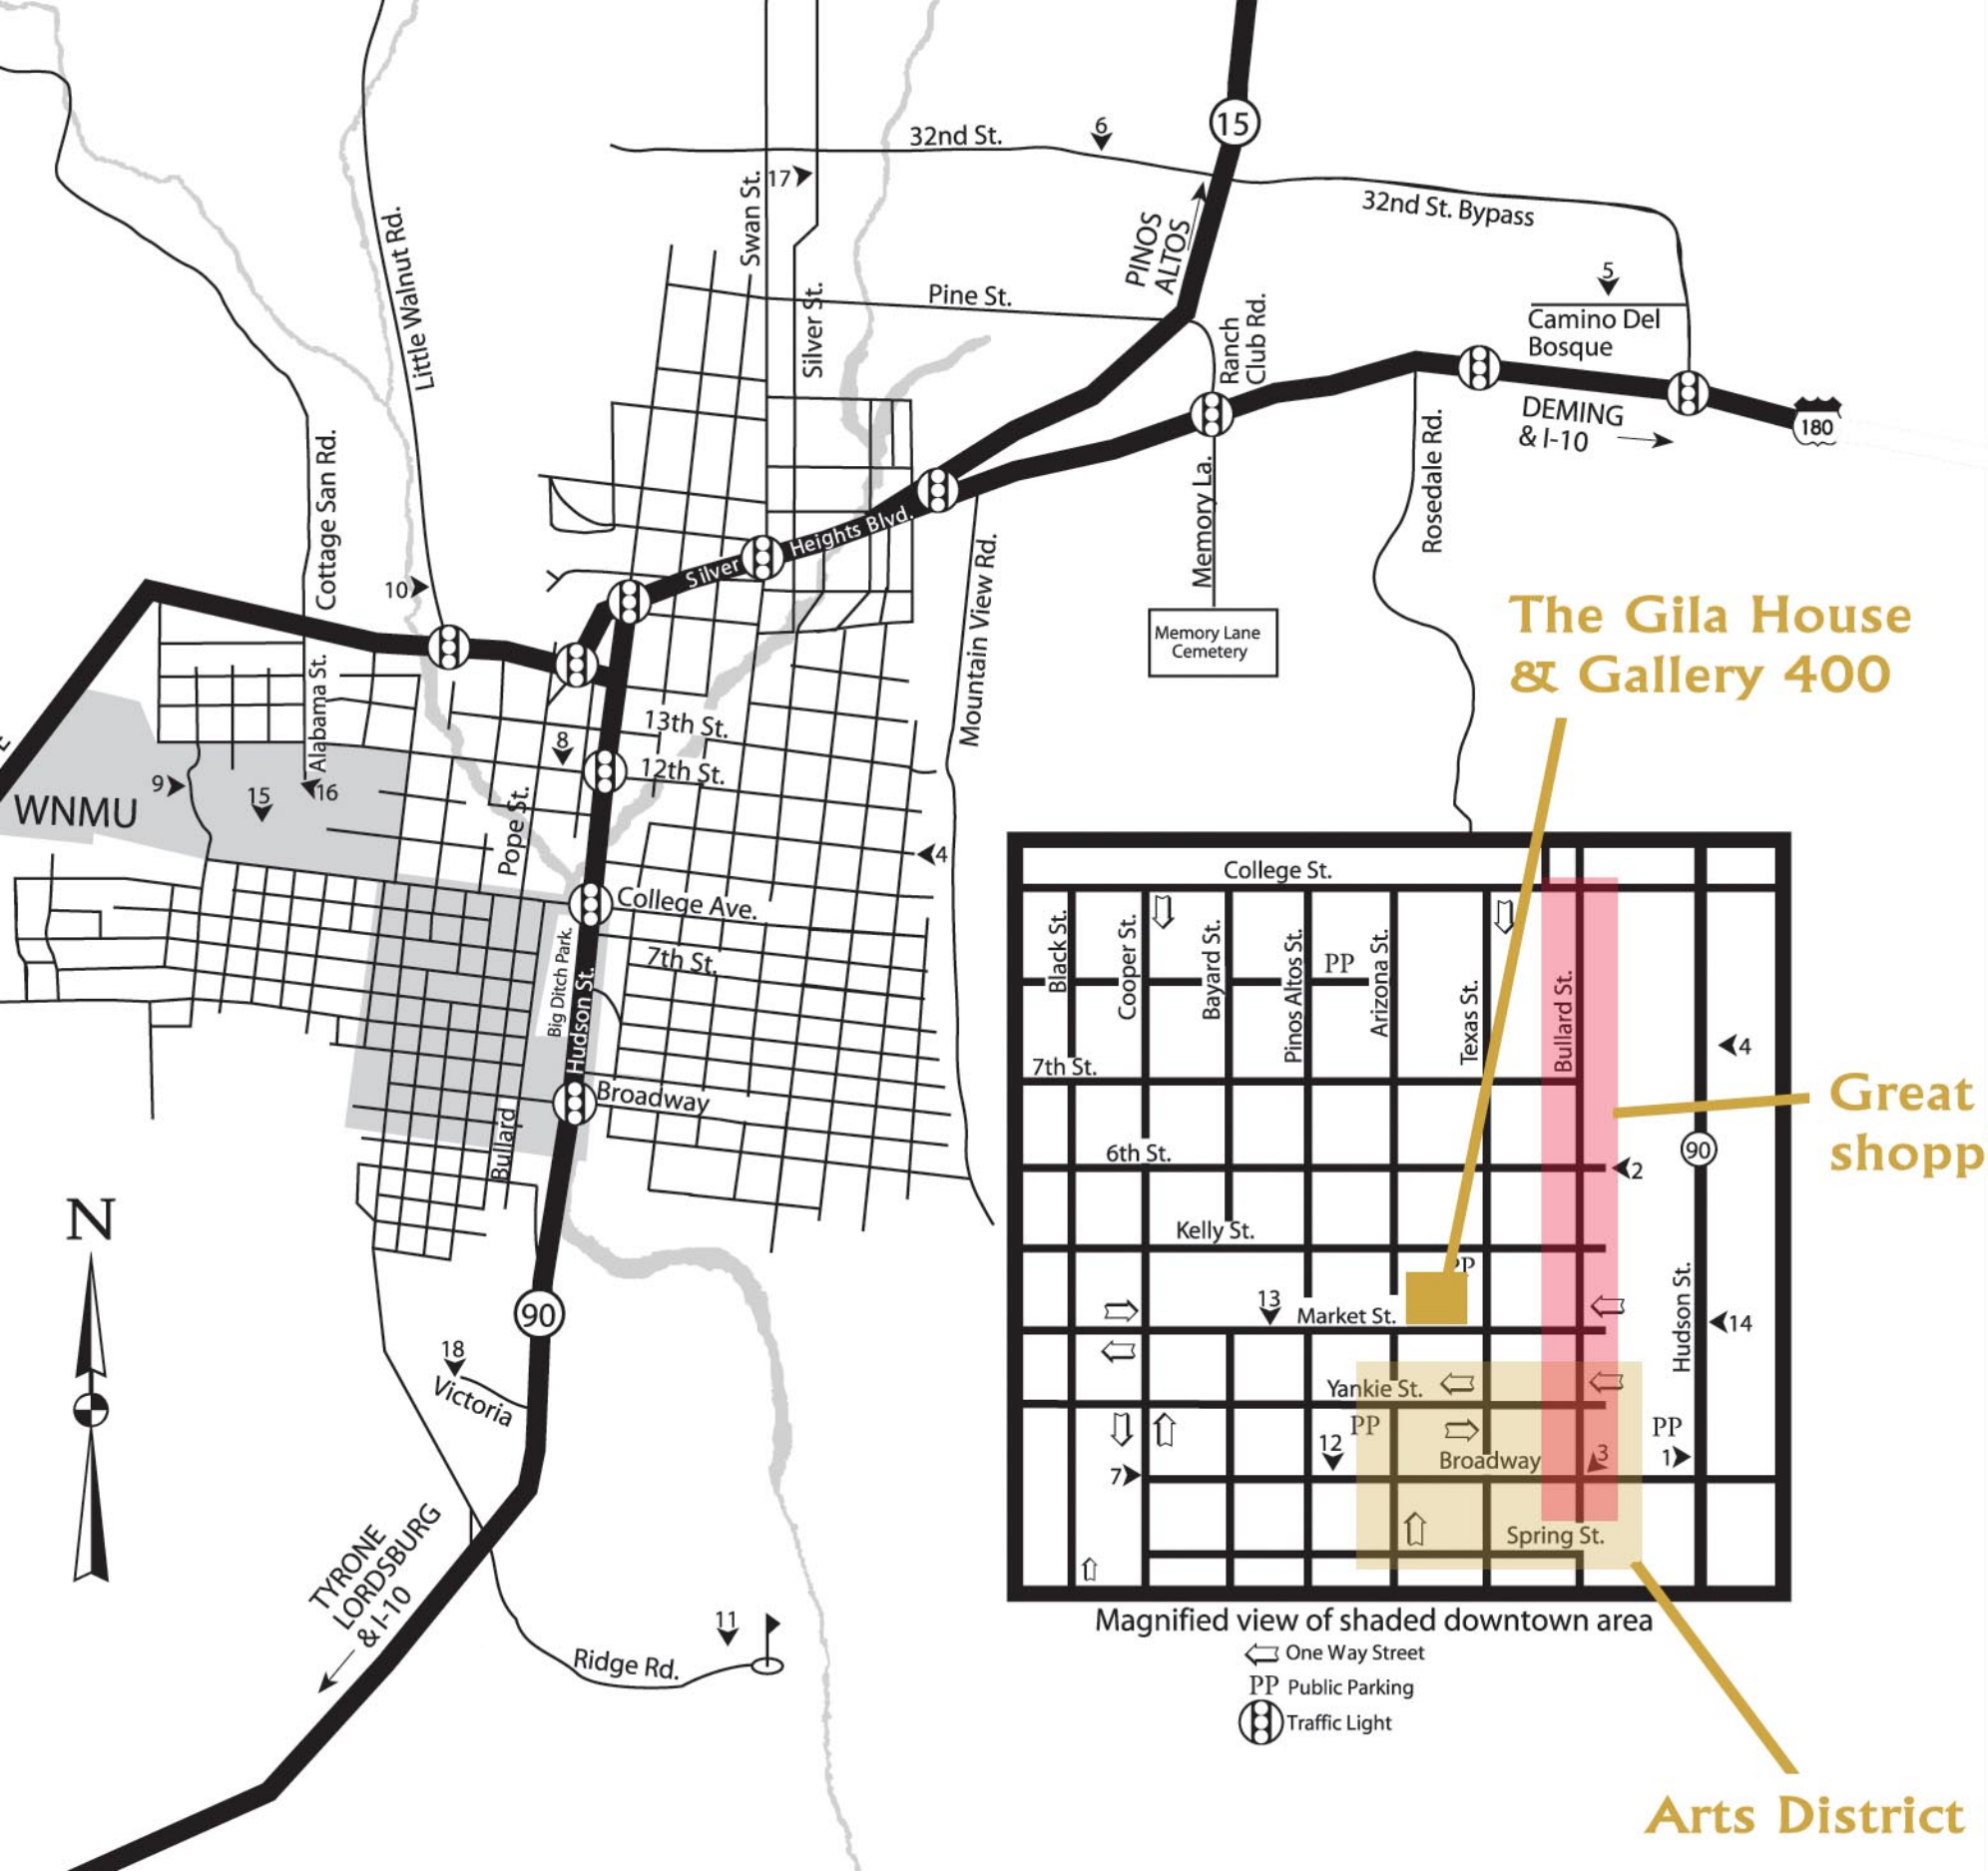 15
32nd St.
6
17
Swan St.
32nd St. Bypass
PINOS
ALTOS
Little Walnut Rd.
5
Silver St.
Pine St.
Ranch
Club Rd.
Camino Del
Bosque
DEMING
& I-10
180
Cottage San Rd.
Rosedale Rd.
Memory La.
Silver Heights Blvd.
Mountain View Rd.
10
Memory Lane
Cemetery
The Gila House
& Gallery 400
Alabama St.
13th St.
8
12th St.
9
15
16
WNMU
Pope St.
4
College Ave.
7th St.
Big Ditch Park.
Hudson St.
Broadway
Bullard
N
90
18
Victoria
TYRONE
LORDSBURG
& I-10
11
Ridge Rd.
College St.
Black St.
Cooper St.
Bayard St.
Pinos Altos St.
PP
Arizona St.
Texas St.
Bullard St.
4
7th St.
Great
shopp
90
6th St.
2
Kelly St.
PP
Hudson St.
13
Market St.
14
Yankie St.
PP
PP
12
Broadway
3
1
7
Spring St.
Magnified view of shaded downtown area
One Way Street
PP Public Parking
Traffic Light
Arts District